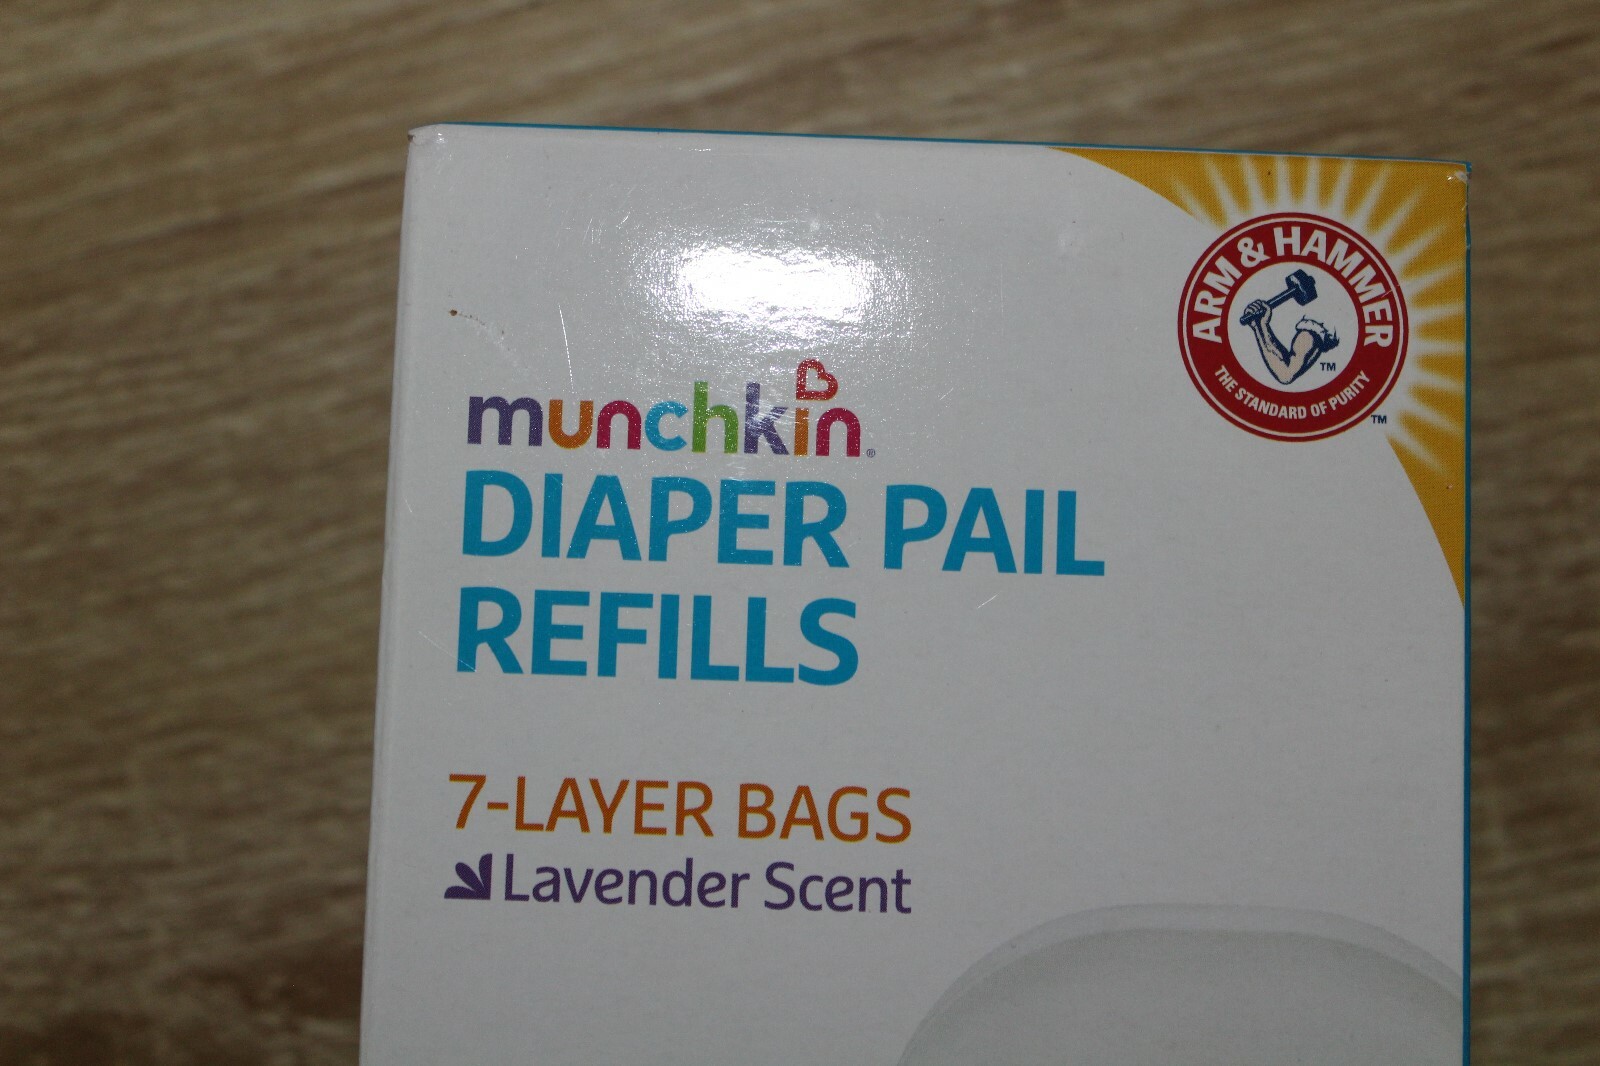 ARM & HAMMER
THE STANDARD OF PURITY
TM
TM
munchkin®
DIAPER PAIL
REFILLS
7-LAYER BAGS
Lavender Scent